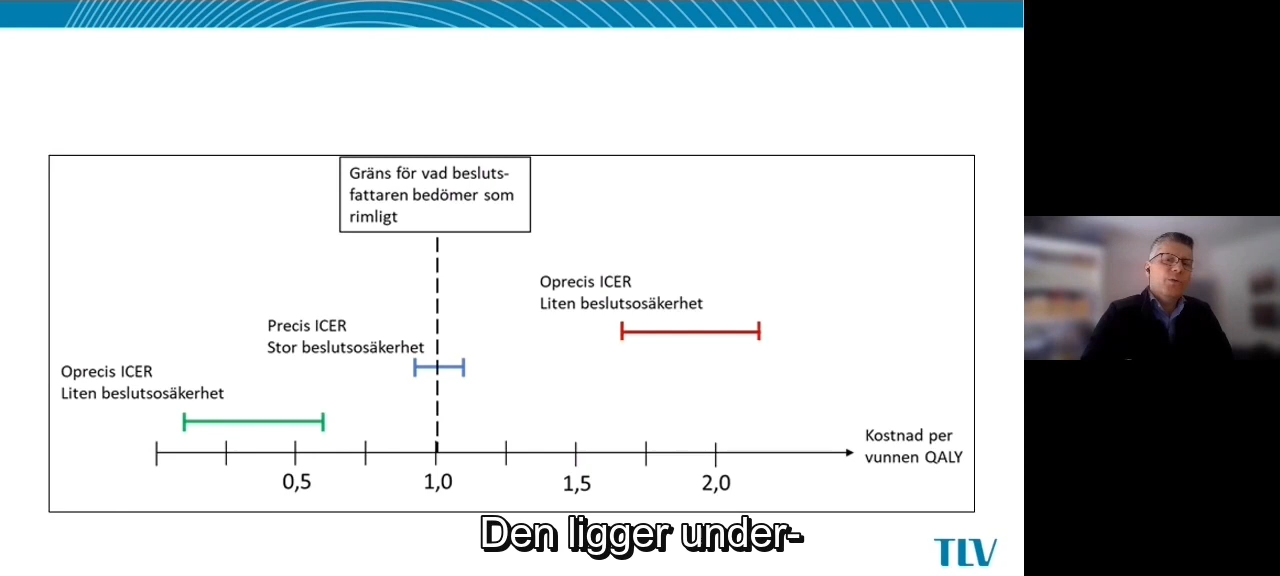 Gräns för vad besluts-
fattaren bedömer som
rimligt
Oprecis ICER
Liten beslutsosäkerhet
Precis ICER
Stor beslutsosäkerhet
Oprecis ICER
Liten beslutsosäkerhet
Kostnad per
vunnen QALY
0,5 1,0 1,5 2,0
Den ligger under-
TLV